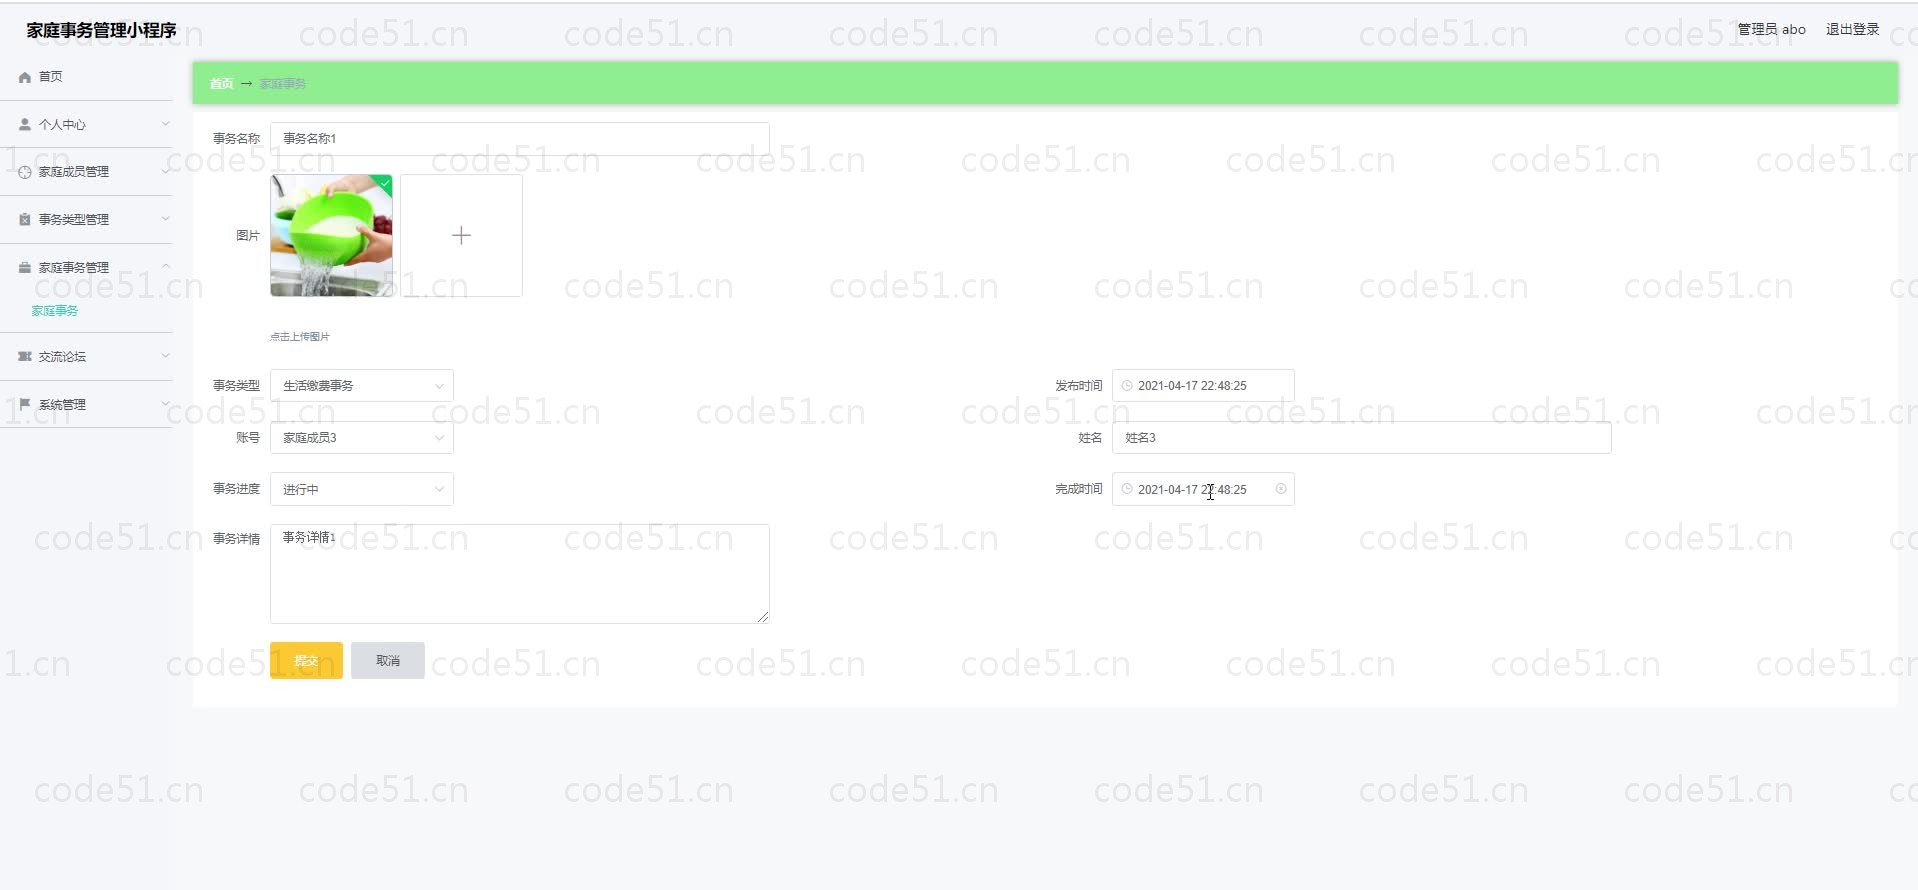 家庭事务管理小程序
管理员 abo 退出登录
首页
首页 → 家庭事务
个人中心
事务名称 事务名称1
家庭成员管理
事务类型管理
图片
家庭事务管理
家庭事务
点击上传图片
交流论坛
事务类型 生活缴费事务 发布时间 2021-04-17 22:48:25
系统管理
账号 家庭成员3 姓名 姓名3
事务进度 进行中 完成时间 2021-04-17 22:48:25
事务详情 事务详情1
提交 取消
code51.cn